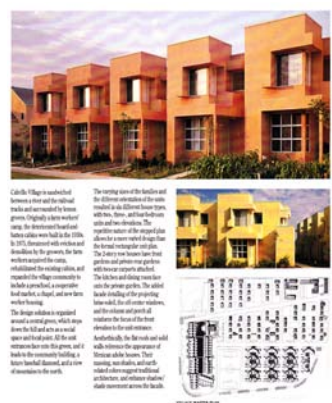 Cabrillo Village is sandwiched
between a river and the railroad
tracks and surrounded by lemon
groves. Originally a farm workers'
camp, the deteriorated board and
batten cabins were built in the 1930s.
In 1975, threatened with eviction and
demolition by the growers, the farm
workers acquired the camp,
rehabilitated the existing cabins, and
expanded the village community to
include a preschool, a cooperative
food market, a chapel, and new farm
worker housing.
The design solution is organized
around a central green, which steps
down the hill and acts as a social
space and focal point. All the unit
entrances face onto this green, and it
leads to the community building, a
future baseball diamond, and a view
of mountains to the north.
The varying sizes of the families and
the different orientation of the units
resulted in six different house types,
with two-, three-, and four-bedroom
units and two elevations. The
repetitive nature of the stepped plan
allows for a more varied design than
the normal rectangular unit plan.
The 2-story row houses have front
gardens and private rear gardens
with two-car carports attached.
The kitchen and dining room face
onto the private garden. The added
facade detailing of the projecting
lattice, the off-center windows,
and the column and porch all
reinforce the focus of the front
elevation to the unit entrance.
Aesthetically, the flat roofs and solid
walls reference the appearance of
Mexican adobe houses. Their
massing, sun shades, and earth-
related colors suggest traditional
architecture, and enhance shadow/
shade movement across the facade.